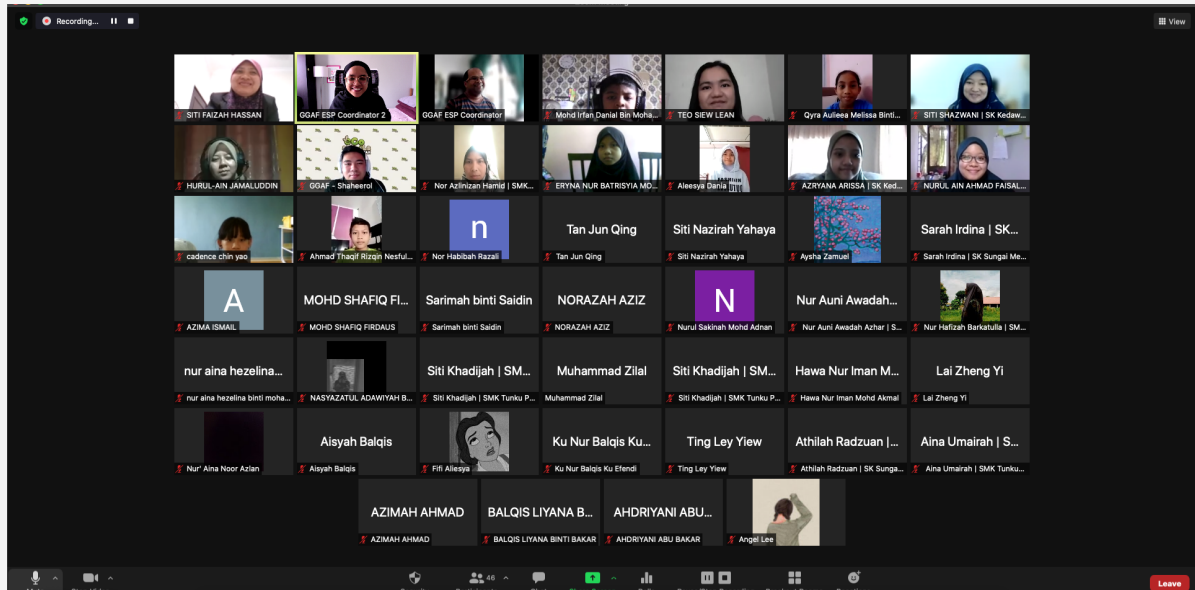 Recording...
View
SITI FAIZAH HASSAN
GGAF ESP Coordinator 2
GGAF ESP Coordinator
Mohd Irfan Danial Bin Moha...
TEO SIEW LEAN
Qyra Aulieea Melissa Binti...
SITI SHAZWANI | SK Kedaw...
HURUL-AIN JAMALUDDIN
GGAF - Shaheerol
Nor Azlinizan Hamid | SMK...
ERYNA NUR BATRISYIA MO...
Aleesya Dania
AZRYANA ARISSA | SK Ked...
NURUL AIN AHMAD FAISAL...
cadence chin yao
Ahmad Thaqif Rizqin Nesful...
n
Nor Habibah Razali
Tan Jun Qing
Tan Jun Qing
Siti Nazirah Yahaya
Siti Nazirah Yahaya
Aysha Zamuel
Sarah Irdina | SK...
Sarah Irdina | SK Sungai Me...
A
AZIMA ISMAIL
MOHD SHAFIQ FI...
MOHD SHAFIQ FIRDAUS
Sarimah binti Saidin
Sarimah binti Saidin
NORAZAH AZIZ
NORAZAH AZIZ
N
Nurul Sakinah Mohd Adnan
Nur Auni Awadah...
Nur Auni Awadah Azhar | S...
Nur Hafizah Barkatulla | SM...
nur aina hezelina...
nur aina hezelina binti moha...
NASYAZATUL ADAWIYAH B...
Siti Khadijah | SM...
Siti Khadijah | SMK Tunku P...
Muhammad Zilal
Muhammad Zilal
Siti Khadijah | SM...
Siti Khadijah | SMK Tunku P...
Hawa Nur Iman M...
Hawa Nur Iman Mohd Akmal
Lai Zheng Yi
Lai Zheng Yi
Nur' Aina Noor Azlan
Aisyah Balqis
Aisyah Balqis
Fifi Aliesya
Ku Nur Balqis Ku...
Ku Nur Balqis Ku Efendi
Ting Ley Yiew
Ting Ley Yiew
Athilah Radzuan |...
Athilah Radzuan | SK Sunga...
Aina Umairah | S...
Aina Umairah | SMK Tunku...
AZIMAH AHMAD
AZIMAH AHMAD
BALQIS LIYANA B...
BALQIS LIYANA BINTI BAKAR
AHDRIYANI ABU...
AHDRIYANI ABU BAKAR
Angel Lee
46
Leave